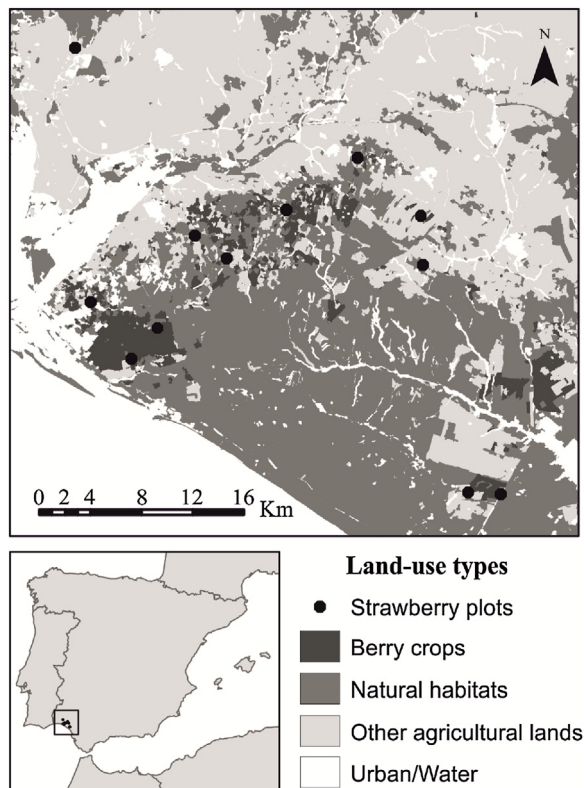 N
0 2 4 8 12 16
Km
Land-use types
Strawberry plots
Berry crops
Natural habitats
Other agricultural lands
Urban/Water